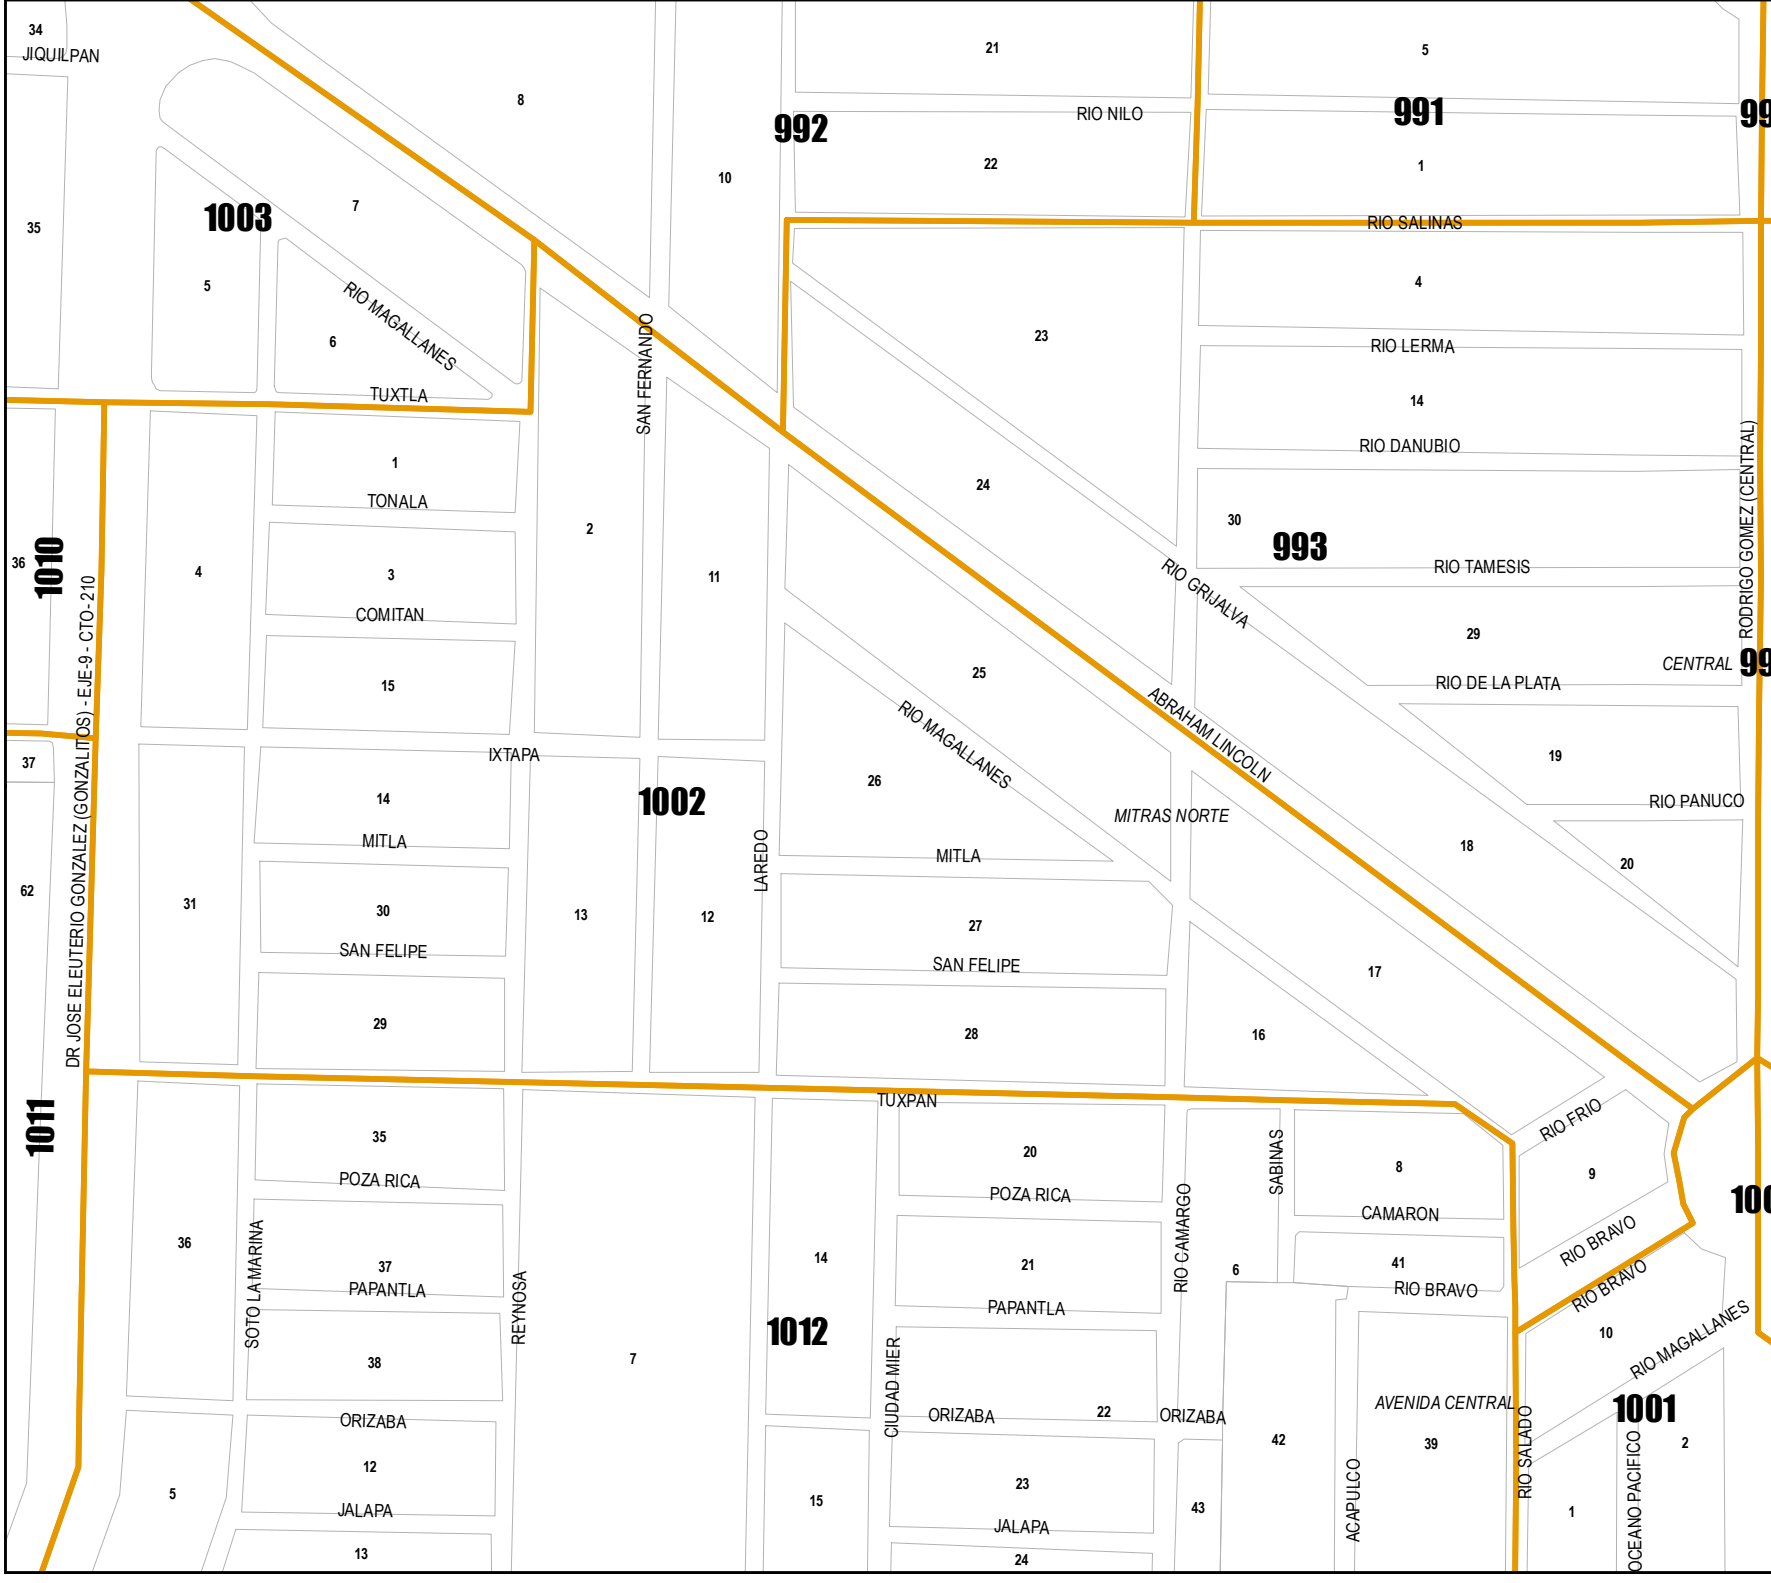 34
JIQUILPAN
21
5
8
992
RIO NILO
991
99
22
1
10
7
1003
35
RIO SALINAS
5
4
RIO MAGALLANES
6
SAN FERNANDO
23
RIO LERMA
TUXTLA
14
RIO DANUBIO
1
TONALA
24
RODRIGO GOMEZ (CENTRAL)
2
30
993
36
1010
4
3
11
RIO GRIJALVA
RIO TAMESIS
COMITAN
29
CENTRAL
99
15
25
RIO DE LA PLATA
ABRAHAM LINCOLN
RIO MAGALLANES
DR JOSE ELEUTERIO GONZALEZ (GONZALITOS) - EJE-9 - CTO-210
IXTAPA
37
19
26
14
1002
RIO PANUCO
MITRAS NORTE
MITLA
LAREDO
MITLA
18
20
62
31
30
13
12
27
SAN FELIPE
SAN FELIPE
17
29
28
16
TUXPAN
1011
35
RIO FRIO
20
SABINAS
8
9
POZA RICA
POZA RICA
100
CAMARON
36
SOTO LA MARINA
RIO CAMARGO
RIO BRAVO
37
14
21
6
41
RIO BRAVO
PAPANTLA
REYNOSA
PAPANTLA
RIO BRAVO
1012
10
RIO MAGALLANES
38
7
CIUDAD MIER
AVENIDA CENTRAL
1001
ORIZABA
ORIZABA
22
ORIZABA
42
39
RIO SALADO
2
12
23
ACAPULCO
OCEANO PACIFICO
5
15
43
1
JALAPA
JALAPA
13
24